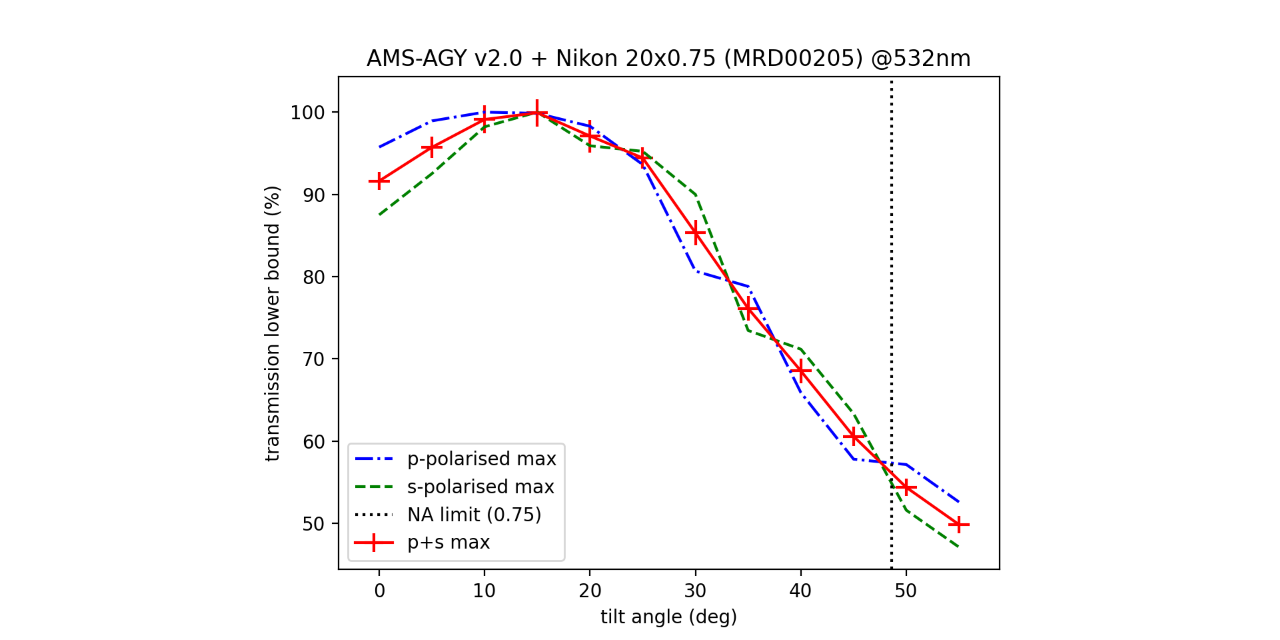 AMS-AGY v2.0 + Nikon 20x0.75 (MRD00205) @532nm
transmission lower bound (%)
100
90
80
70
60
50
p-polarised max
s-polarised max
NA limit (0.75)
p+s max
0 10 20 30 40 50
tilt angle (deg)